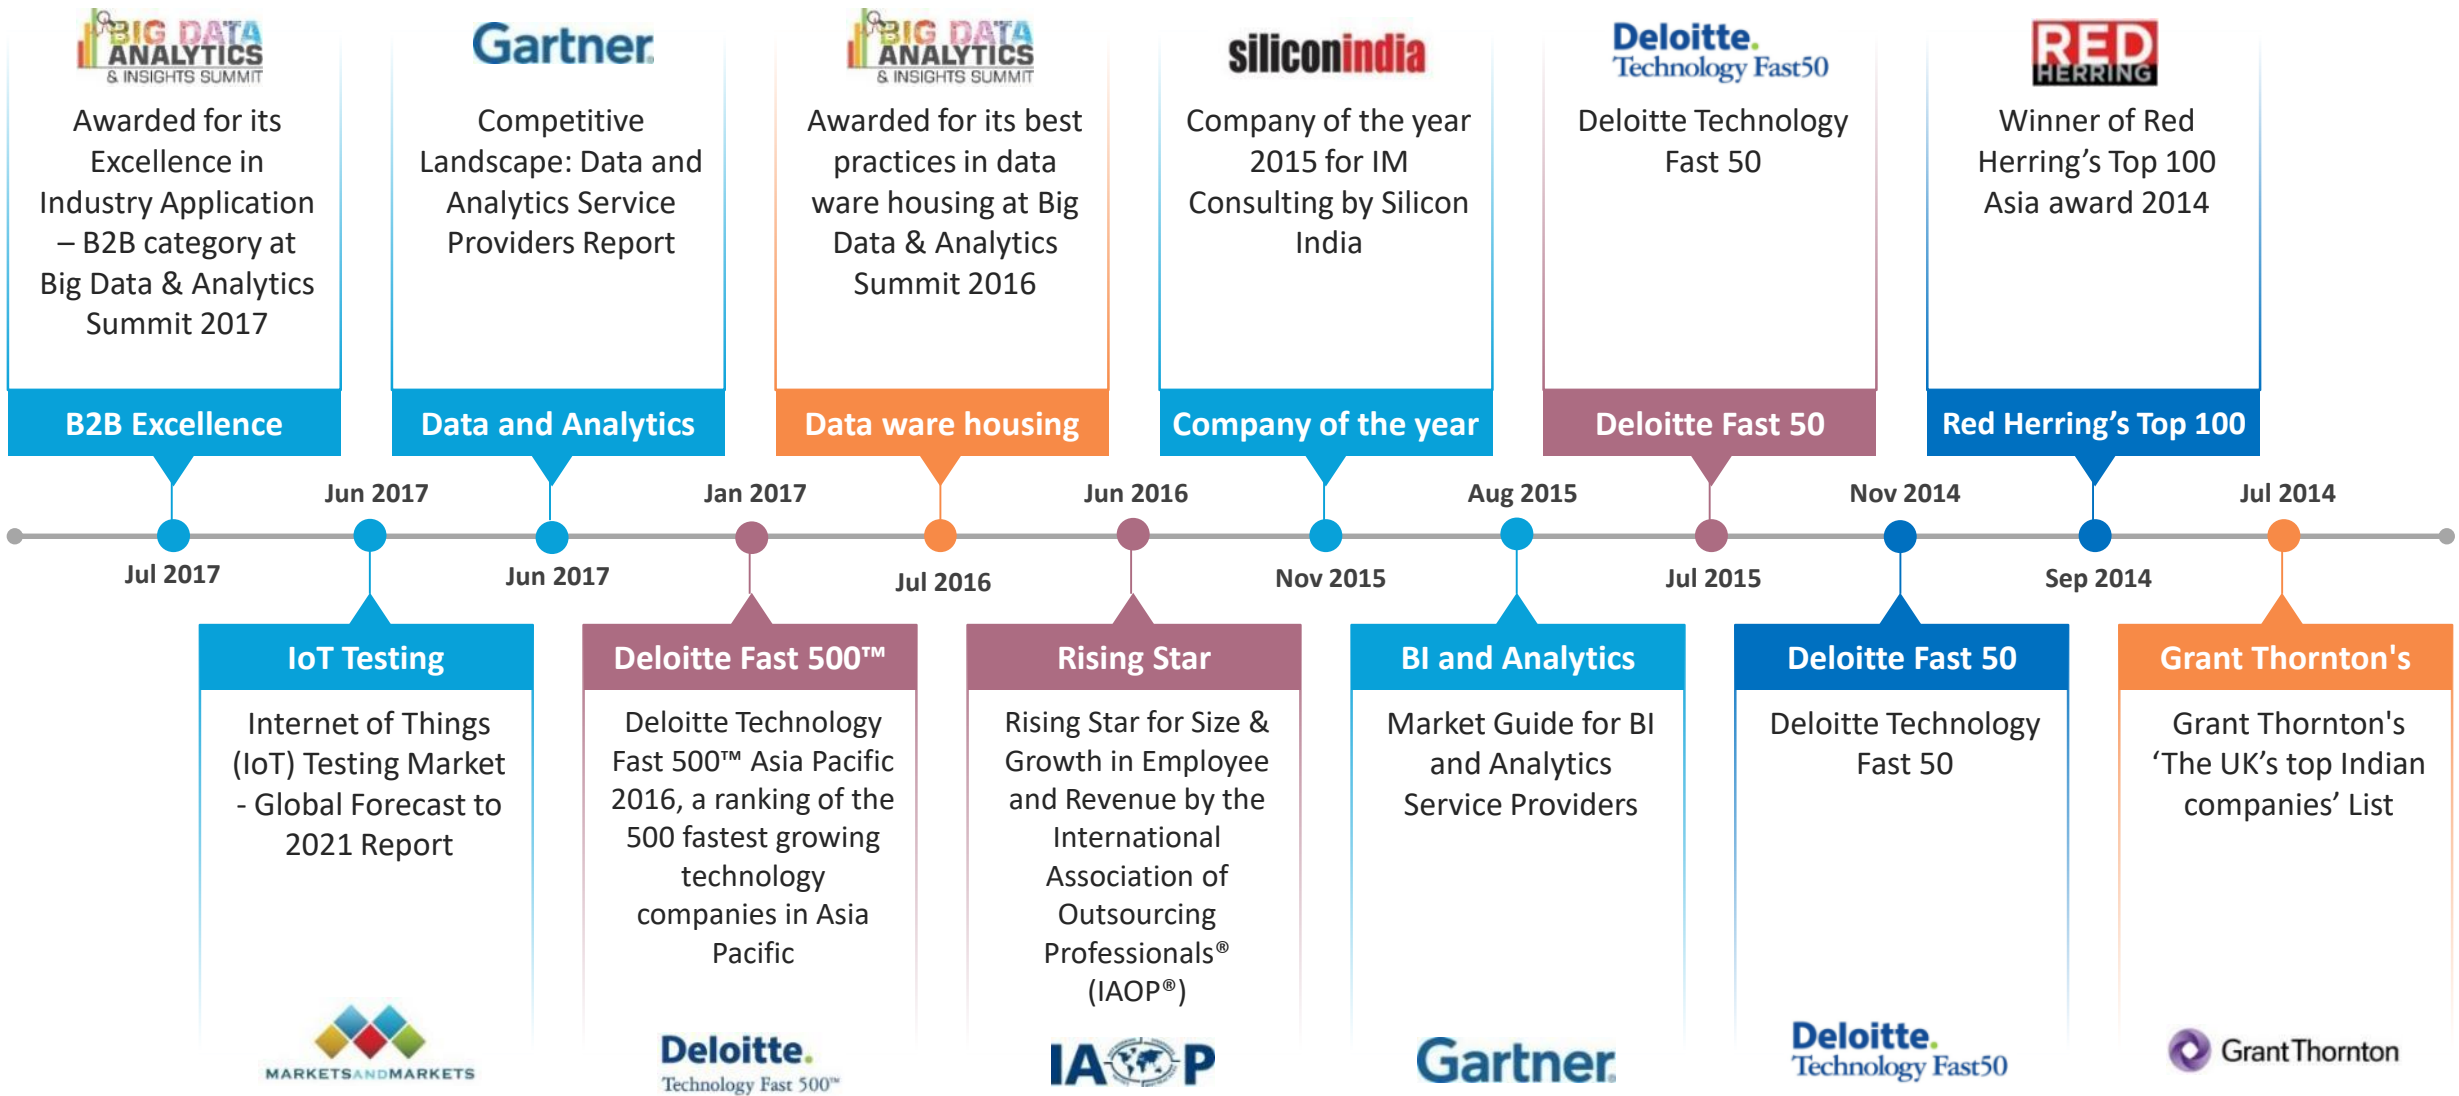 BIG DATA
ANALYTICS
& INSIGHTS SUMMIT
Awarded for its
Excellence in
Industry Application
– B2B category at
Big Data & Analytics
Summit 2017
B2B Excellence
Jul 2017
Jun 2017
IoT Testing
Internet of Things
(IoT) Testing Market
- Global Forecast to
2021 Report
MARKETSANDMARKETS
Gartner®
Competitive
Landscape: Data and
Analytics Service
Providers Report
Data and Analytics
Jun 2017
Jan 2017
Deloitte Fast 500™
Deloitte Technology
Fast 500™ Asia Pacific
2016, a ranking of the
500 fastest growing
technology
companies in Asia
Pacific
Deloitte.
Technology Fast 500™
BIG DATA
ANALYTICS
& INSIGHTS SUMMIT
Awarded for its best
practices in data
ware housing at Big
Data & Analytics
Summit 2016
Data ware housing
Jul 2016
Jun 2016
Rising Star
Rising Star for Size &
Growth in Employee
and Revenue by the
International
Association of
Outsourcing
Professionals®
(IAOP®)
IAOP
siliconindia
Company of the year
2015 for IM
Consulting by Silicon
India
Company of the year
Nov 2015
Aug 2015
BI and Analytics
Market Guide for BI
and Analytics
Service Providers
Gartner®
Deloitte.
Technology Fast50
Deloitte Technology
Fast 50
Deloitte Fast 50
Jul 2015
Nov 2014
Deloitte Fast 50
Deloitte Technology
Fast 50
Deloitte.
Technology Fast50
RED
HERRING
Winner of Red
Herring’s Top 100
Asia award 2014
Red Herring’s Top 100
Sep 2014
Jul 2014
Grant Thornton's
Grant Thornton's
‘The UK’s top Indian
companies’ List
Grant Thornton